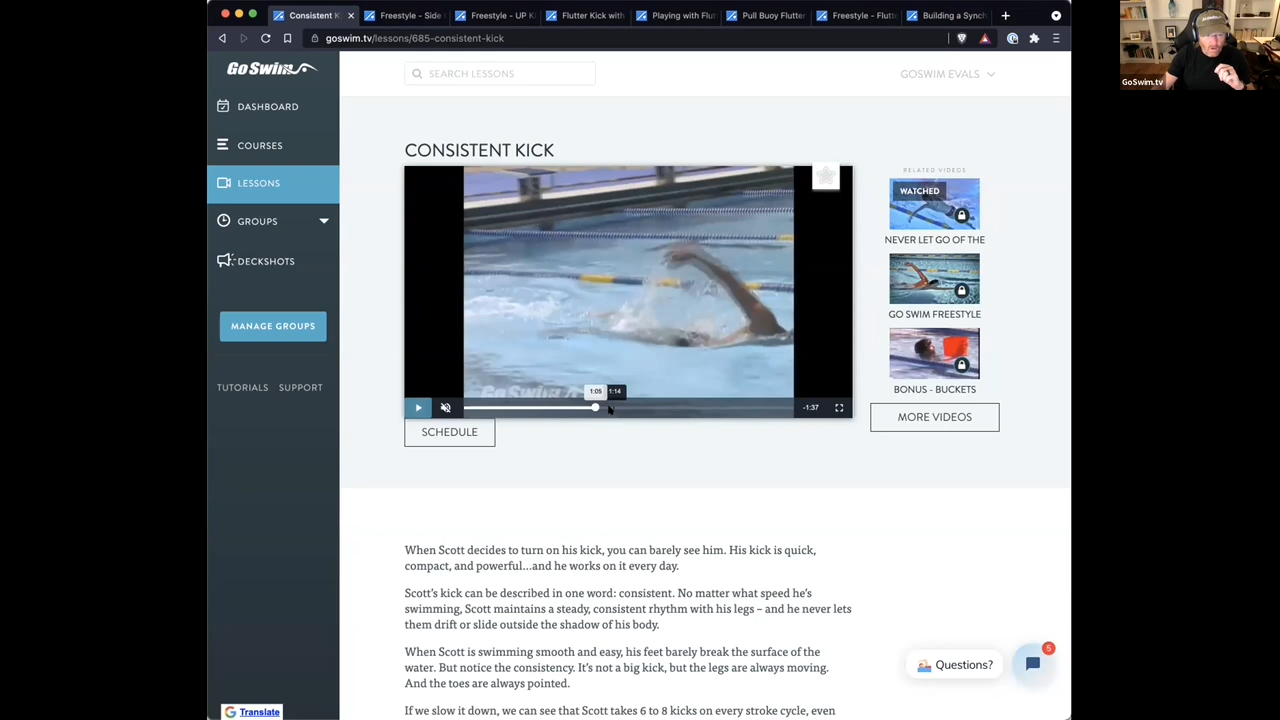 Consistent K
Freestyle - Side
Freestyle - UP K
Flutter Kick with
Playing with Flut
Pull Buoy Flutter
Freestyle - Flutt
Building a Synch
goswim.tv/lessons/685-consistent-kick
GoSwim
SEARCH LESSONS
GOSWIM EVALS
GoSwim.tv
DASHBOARD
COURSES
LESSONS
GROUPS
DECKSHOTS
MANAGE GROUPS
TUTORIALS SUPPORT
CONSISTENT KICK
GoSwim
1:05 1:14
-1:37
SCHEDULE
RELATED VIDEOS
WATCHED
NEVER LET GO OF THE
GO SWIM FREESTYLE
BONUS - BUCKETS
MORE VIDEOS
When Scott decides to turn on his kick, you can barely see him. His kick is quick,
compact, and powerful...and he works on it every day.
Scott's kick can be described in one word: consistent. No matter what speed he's
swimming, Scott maintains a steady, consistent rhythm with his legs – and he never lets
them drift or slide outside the shadow of his body.
When Scott is swimming smooth and easy, his feet barely break the surface of the
water. But notice the consistency. It's not a big kick, but the legs are always moving.
And the toes are always pointed.
If we slow it down, we can see that Scott takes 6 to 8 kicks on every stroke cycle, even
Questions?
5
G Translate